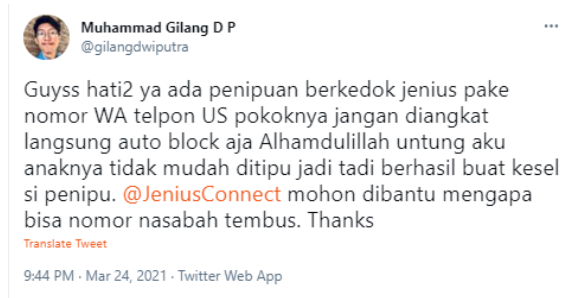 Muhammad Gilang D P
@gilangdwiputra
Guyss hati2 ya ada penipuan berkedok jenius pake
nomor WA telpon US pokoknya jangan diangkat
langsung auto block aja Alhamdulillah untung aku
anaknya tidak mudah ditipu jadi tadi berhasil buat kesel
si penipu. @JeniusConnect mohon dibantu mengapa
bisa nomor nasabah tembus. Thanks
Translate Tweet
9:44 PM · Mar 24, 2021 · Twitter Web App